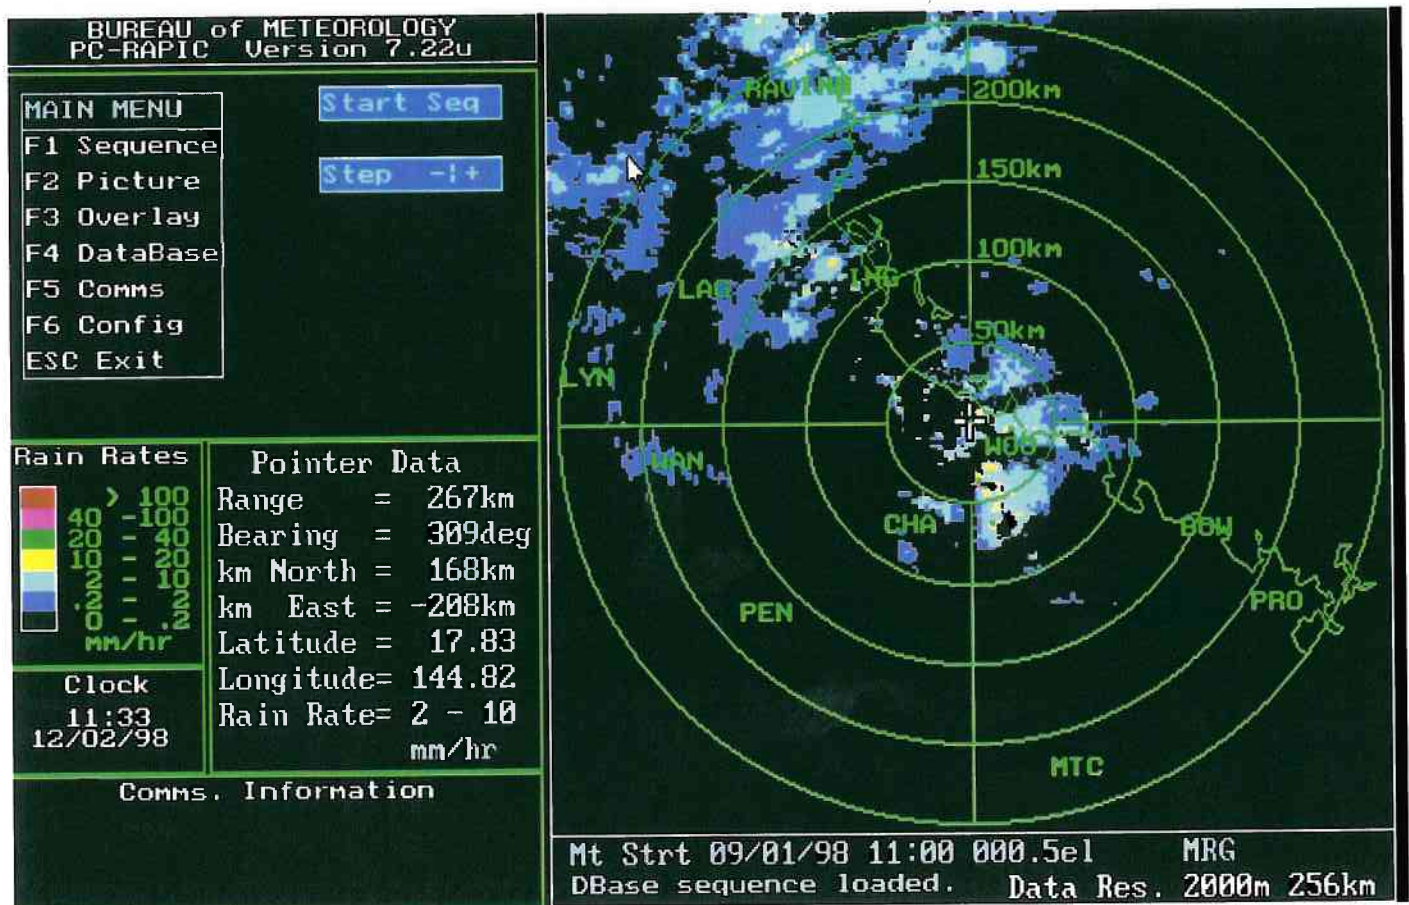 BUREAU of METEOROLOGY
PC-RAPIC Version 7.22u
MAIN MENU
F1 Sequence
F2 Picture
F3 Overlay
F4 DataBase
F5 Comms
F6 Config
ESC Exit
Start Seq
Step -¦+
Rain Rates
> 100
40 -100
20 - 40
10 - 20
2 - 10
.2 - 2
0 - .2
mm/hr
Clock
11:33
12/02/98
Pointer Data
Range = 267km
Bearing = 309deg
km North = 168km
km East = -208km
Latitude = 17.83
Longitude= 144.82
Rain Rate= 2 - 10
mm/hr
Comms. Information
200km
150km
100km
50km
ING
LYN
WOO
CHA
BOW
PEN
PRO
MTC
Mt Strt 09/01/98 11:00 000.5el MRG
DBase sequence loaded. Data Res. 2000m 256km